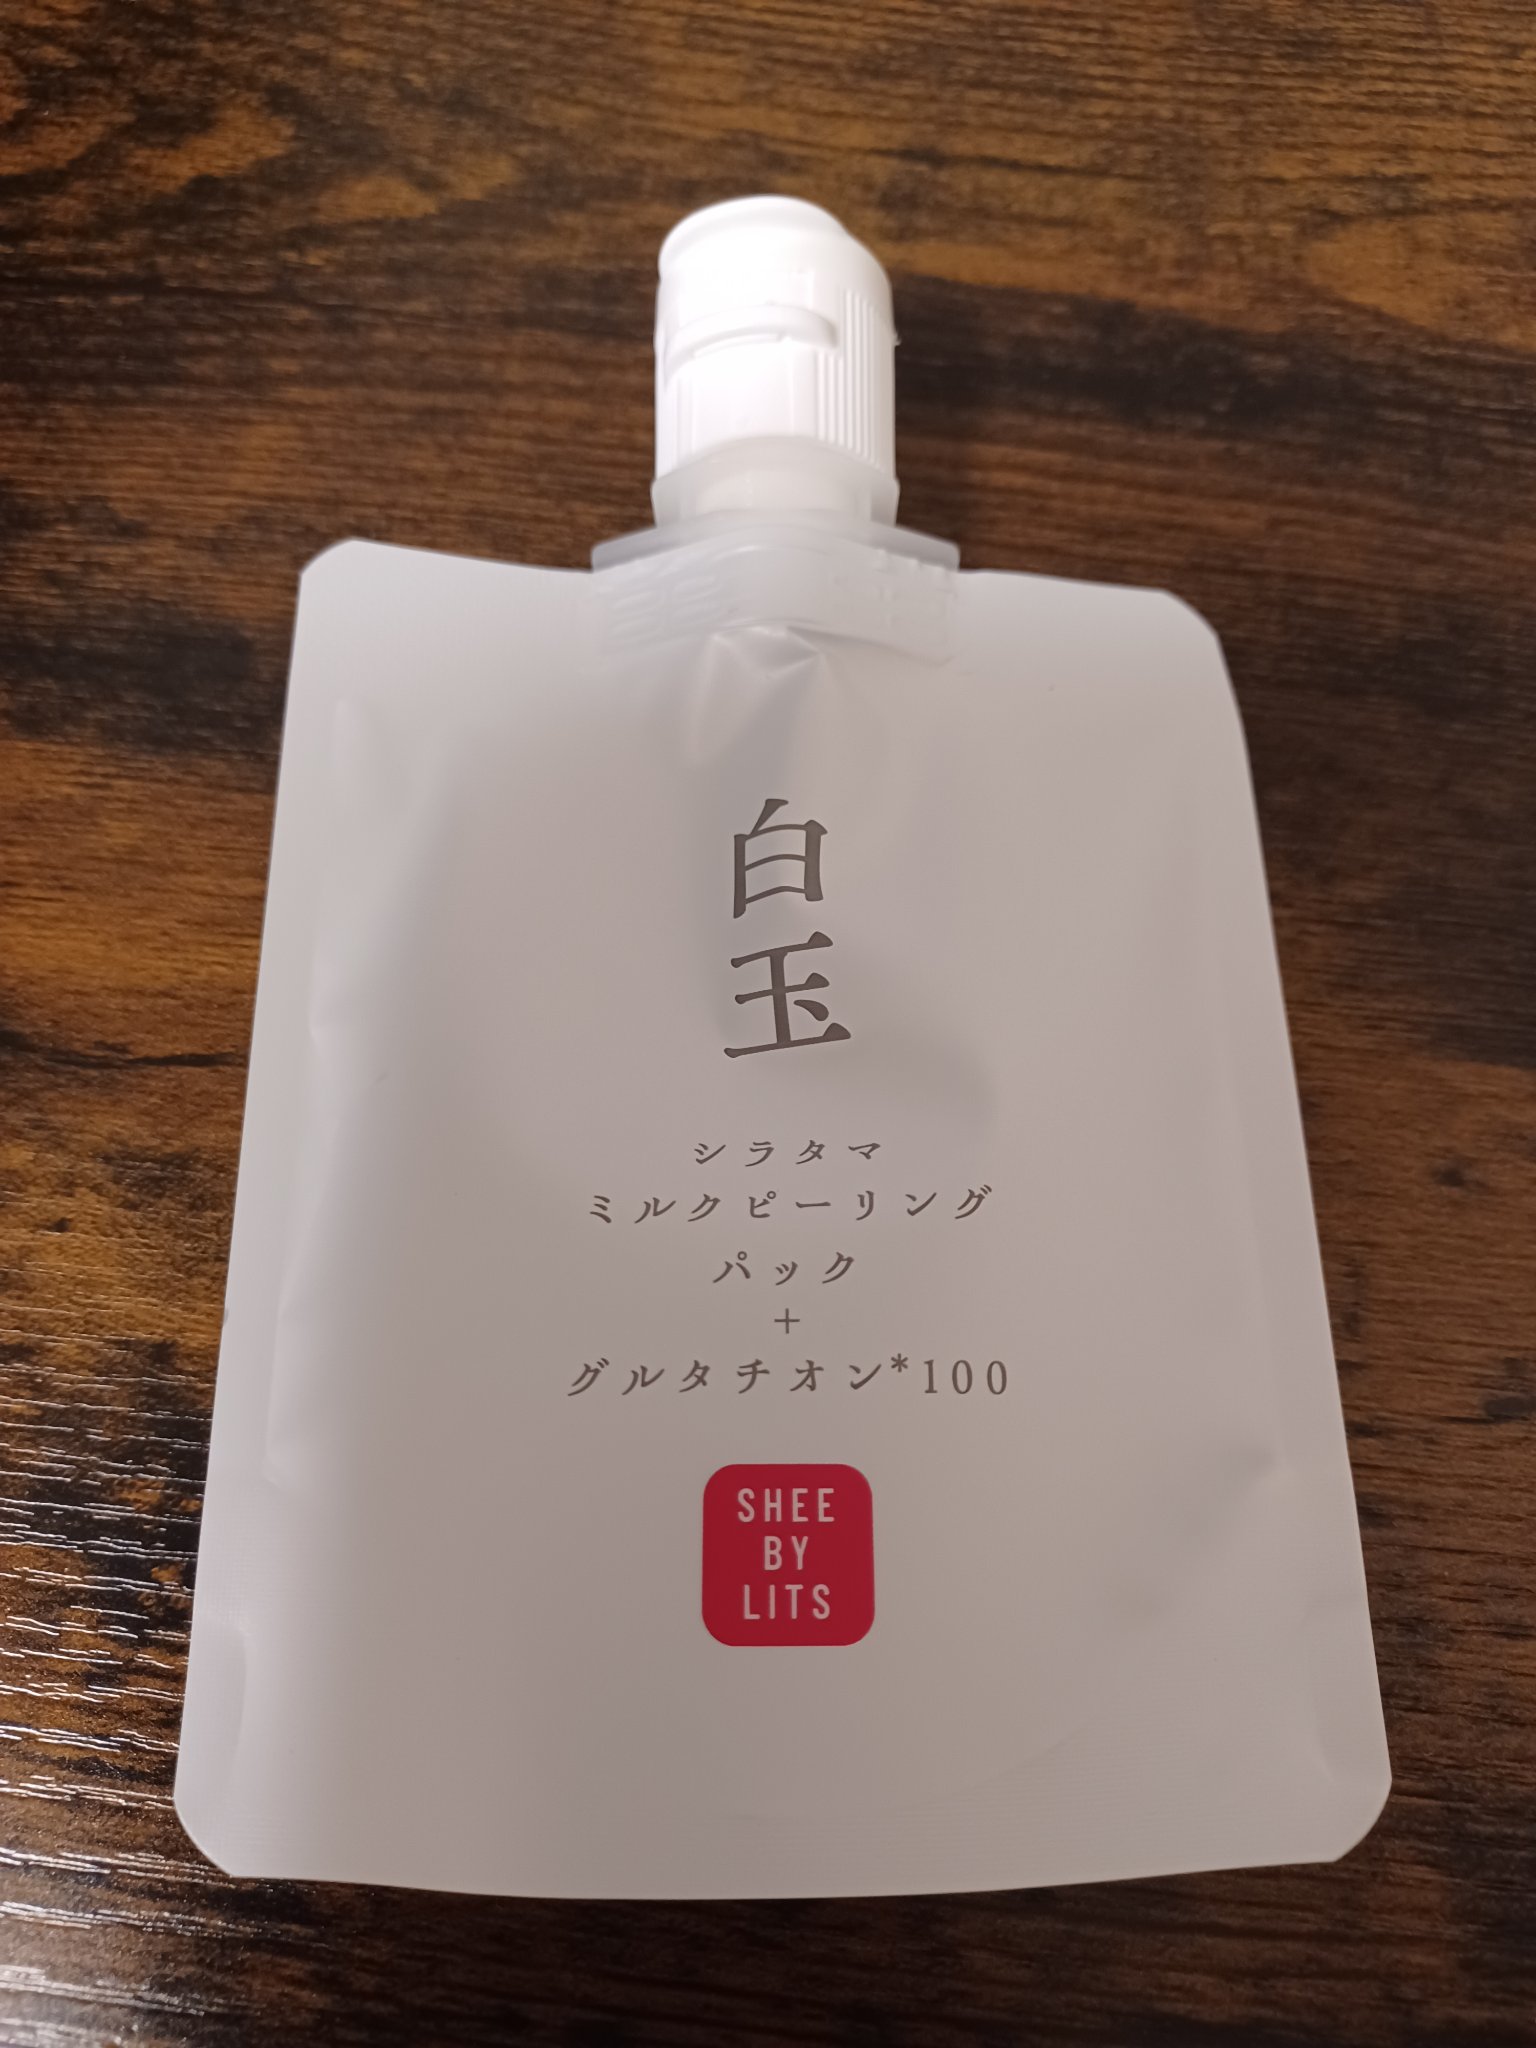 白
玉
シラタマ
ミルクピーリング
パック
+
グルタチオン*100
SHEE
BY
LITS